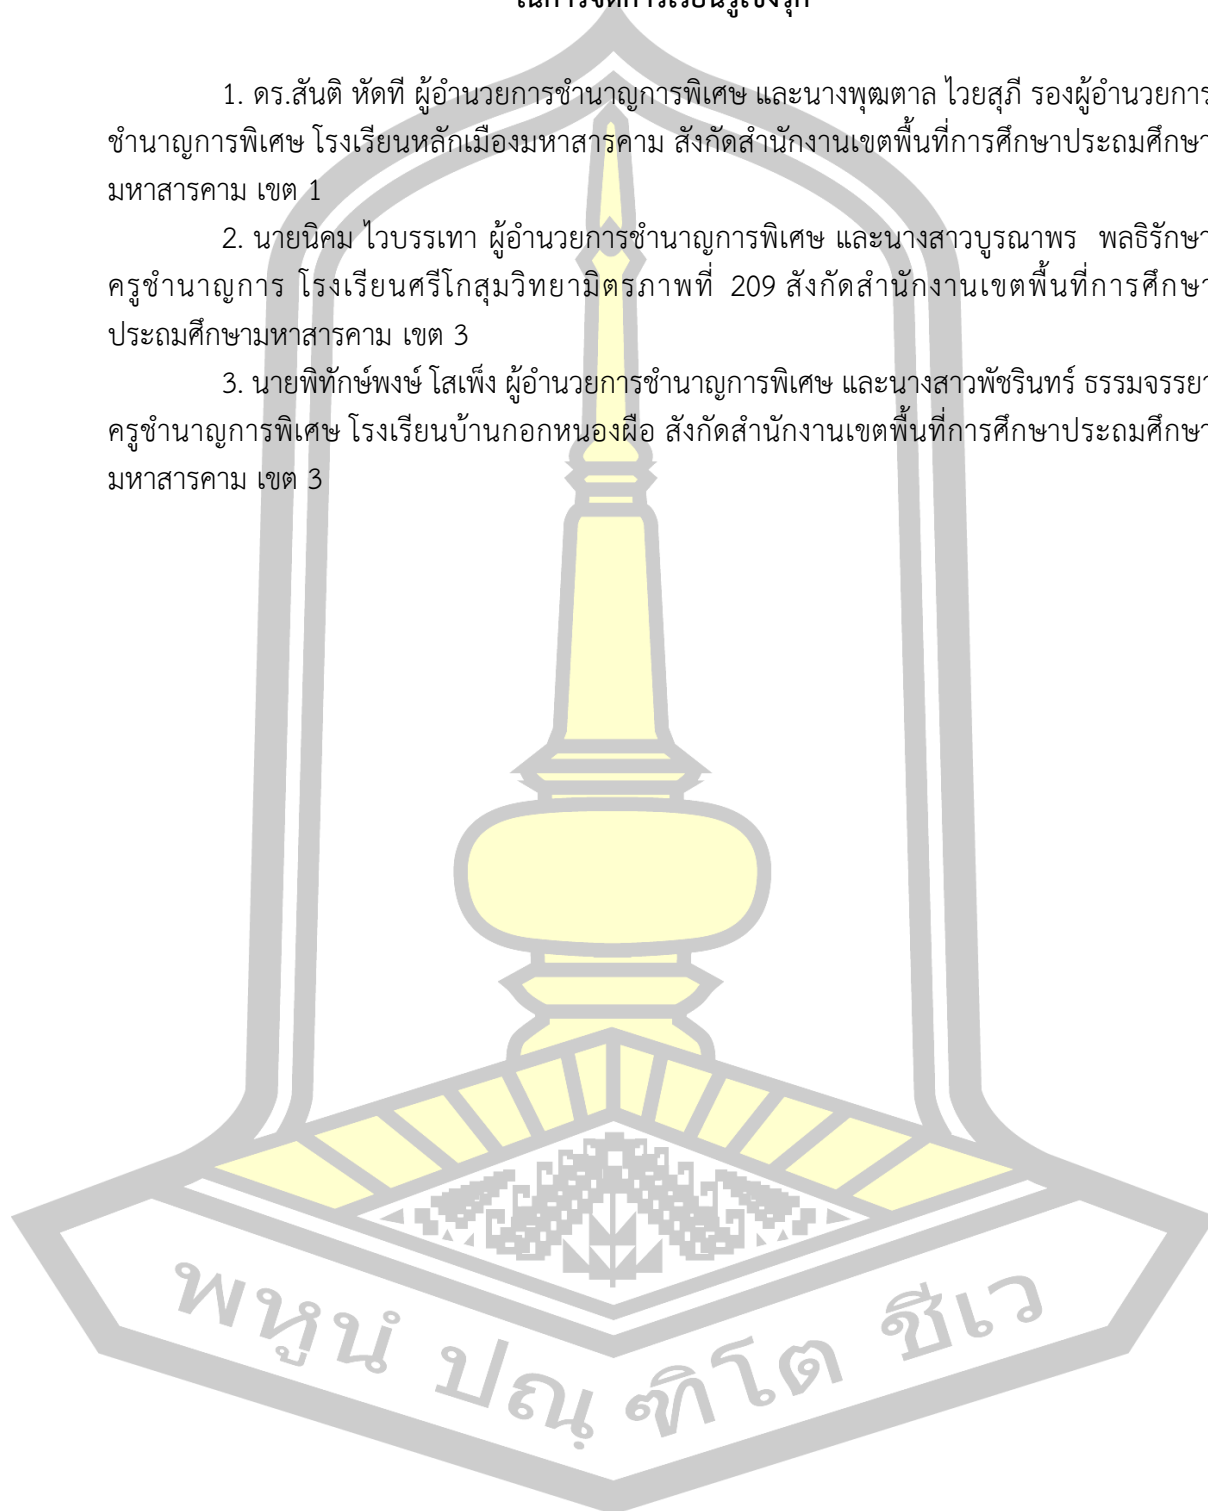 ในการจัดการเรียนรู้เชิงรุก
1. ดร.สันติ หัดที ผู้อำนวยการชำนาญการพิเศษ และนางพุฒตาล ไวยสุภี รองผู้อำนวยการ
ชำนาญการพิเศษ โรงเรียนหลักเมืองมหาสารคาม สังกัดสำนักงานเขตพื้นที่การศึกษาประถมศึกษา
มหาสารคาม เขต 1
2. นายนิคม ไวบรรเทา ผู้อำนวยการชำนาญการพิเศษ และนางสาวบูรณาพร พลธิรักษา
ครูชำนาญการ โรงเรียนศรีโกสุมวิทยามิตรภาพที่ 209 สังกัดสำนักงานเขตพื้นที่การศึกษา
ประถมศึกษามหาสารคาม เขต 3
3. นายพิทักษ์พงษ์ โสเพ็ง ผู้อำนวยการชำนาญการพิเศษ และนางสาวพัชรินทร์ ธรรมจรรยา
ครูชำนาญการพิเศษ โรงเรียนบ้านกอกหนองผือ สังกัดสำนักงานเขตพื้นที่การศึกษาประถมศึกษา
มหาสารคาม เขต 3
พหูนํ ปณฺฑิโต ชีเว